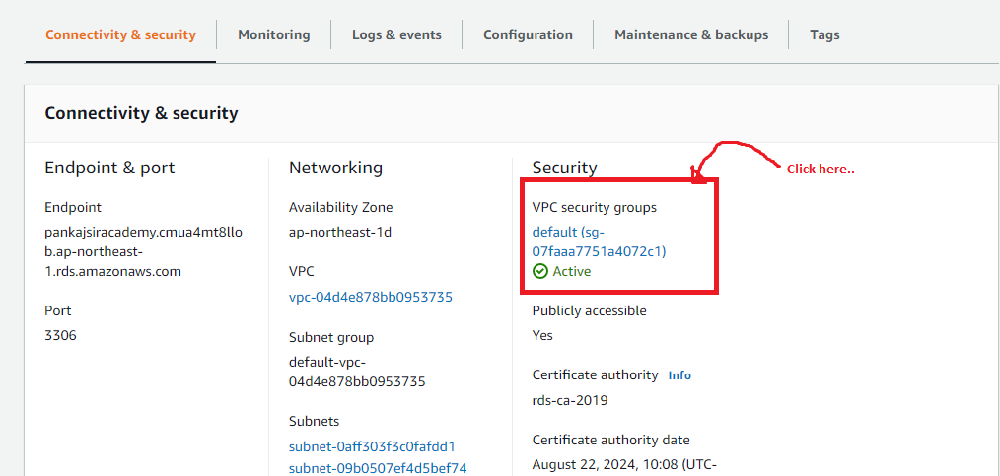 Connectivity & security
Monitoring
Logs & events
Configuration
Maintenance & backups
Tags
Connectivity & security
Endpoint & port
Endpoint
pankajsiracademy.cmua4mt8llo
b.ap-northeast-
1.rds.amazonaws.com
Port
3306
Networking
Availability Zone
ap-northeast-1d
VPC
vpc-04d4e878bb0953735
Subnet group
default-vpc-
04d4e878bb0953735
Subnets
subnet-0aff303f3c0fafdd1
subnet-09b0507ef4d5bef74
Security
Click here..
VPC security groups
default (sg-
07faaa7751a4072c1)
Active
Publicly accessible
Yes
Certificate authority Info
rds-ca-2019
Certificate authority date
August 22, 2024, 10:08 (UTC-